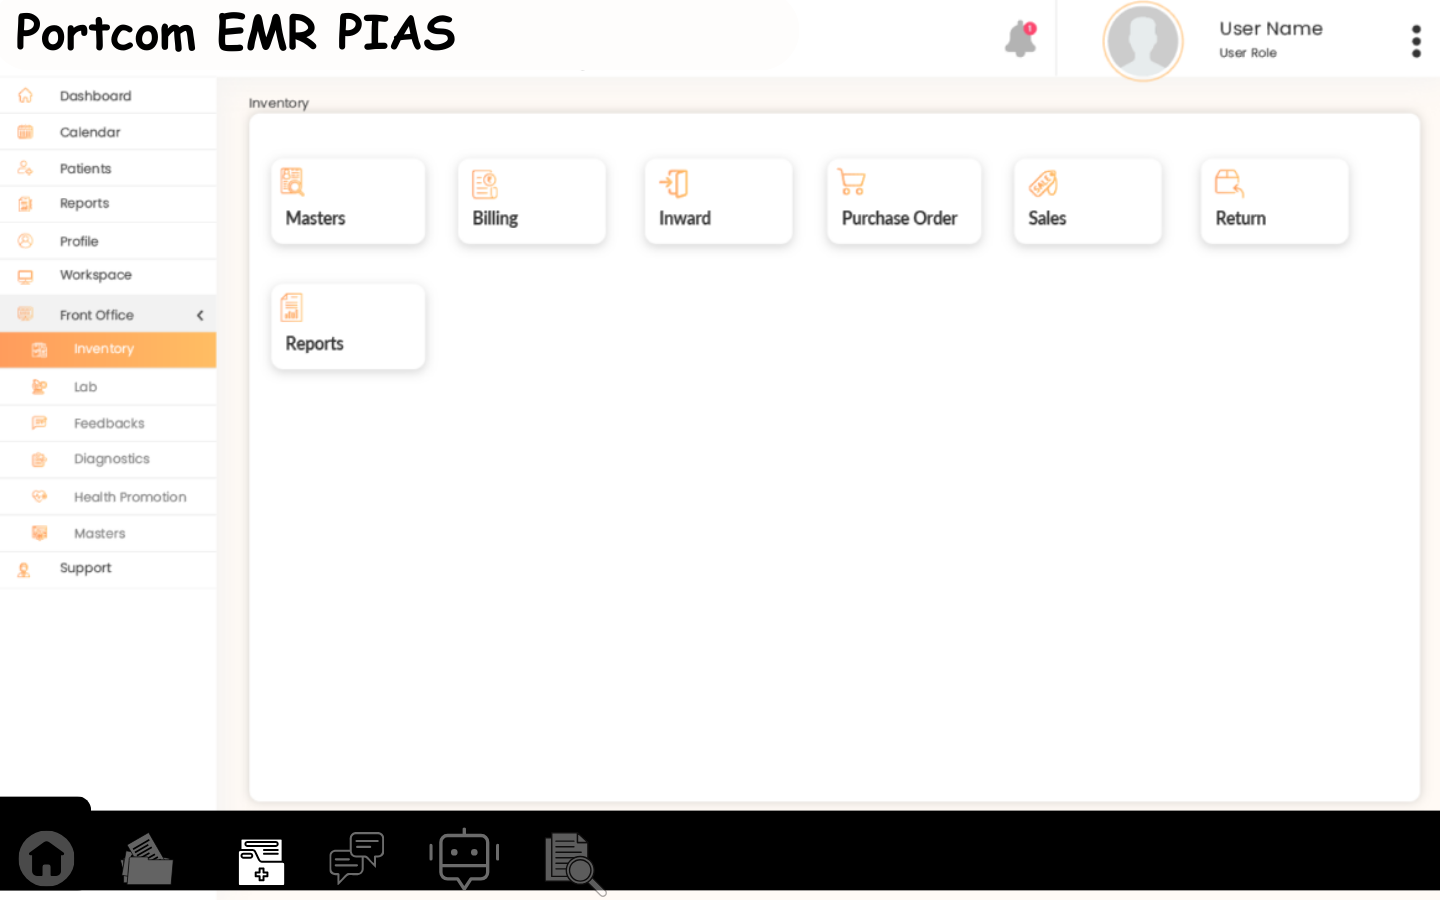 Portcom EMR PIAS
User Name
User Role
Dashboard
Calendar
Patients
Reports
Profile
Workspace
Front Office
Inventory
Lab
Feedbacks
Diagnostics
Health Promotion
Masters
Support
Inventory
Masters
Billing
Inward
Purchase Order
SALE
Sales
Return
Reports